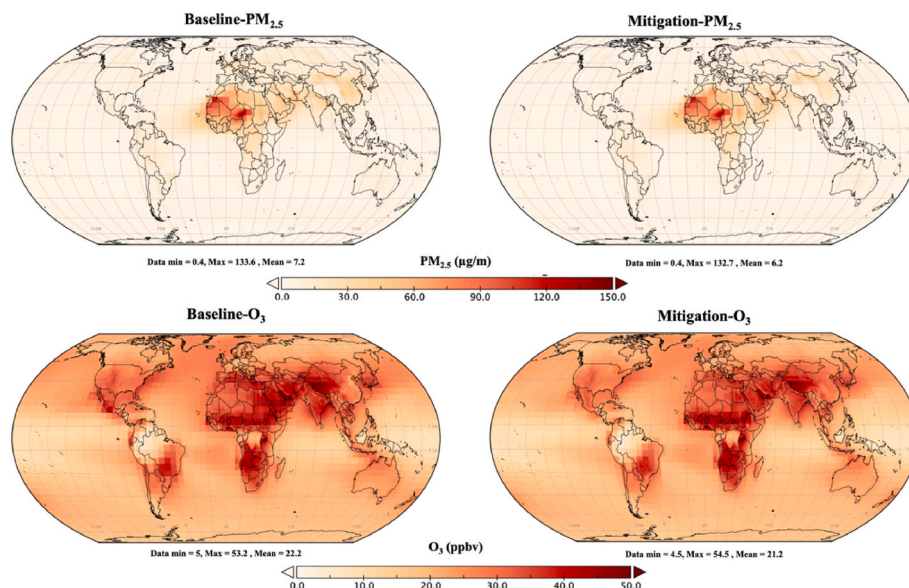 Baseline-PM2.5
Mitigation-PM2.5
Data min = 0.4, Max = 133.6 , Mean = 7.2
Data min = 0.4, Max = 132.7 , Mean = 6.2
PM2.5 (µg/m)
0.0 30.0 60.0 90.0 120.0 150.0
Baseline-O3
Mitigation-O3
Data min = 5, Max = 53.2 , Mean = 22.2
Data min = 4.5, Max = 54.5 , Mean = 21.2
O3 (ppbv)
0.0 10.0 20.0 30.0 40.0 50.0